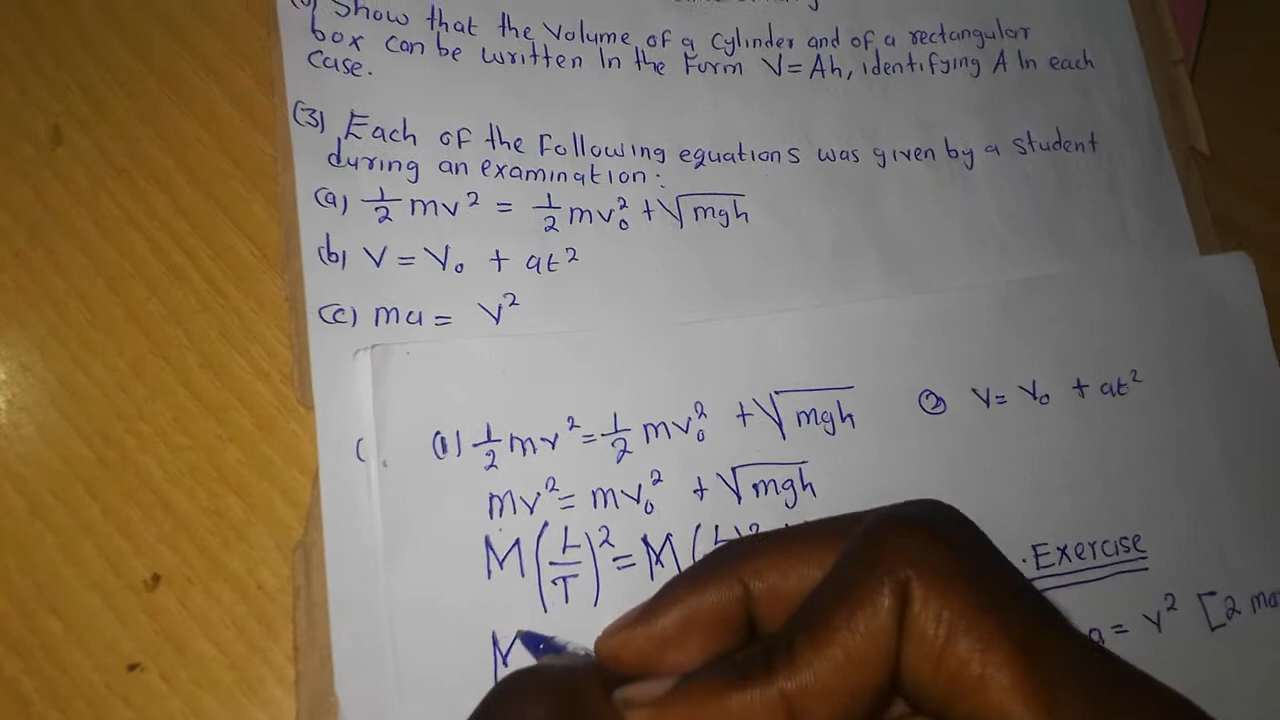 Show that the Volume of a Cylinder and of a rectangular
box can be written In the Form V=Ah, identifying A In each
Case.
(3) Each of the Following equations was given by a student
during an examination:
(a) 1/2 mv² = 1/2 mv₀² + √mgh
(b) V = V₀ + at²
(c) ma = V²
(1) 1/2 mv² = 1/2 mv₀² + √mgh
② V = V₀ + at²
mv² = mv₀² + √mgh
M(L/T)² = M(L
Exercise
a = V² [2 ma
M